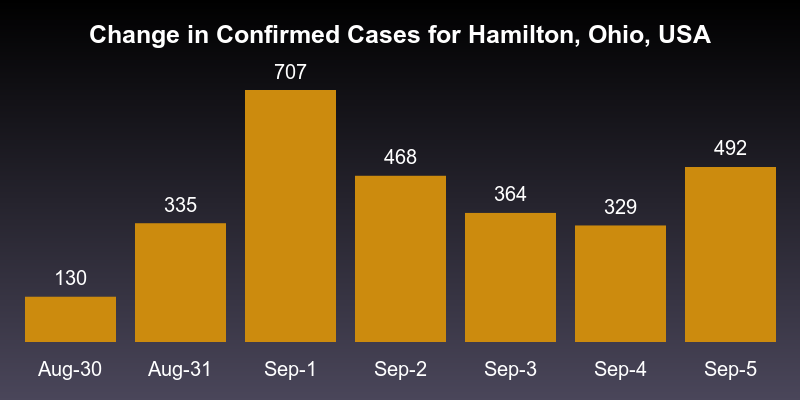 Change in Confirmed Cases for Hamilton, Ohio, USA
130
335
707
468
364
329
492
Aug-30
Aug-31
Sep-1
Sep-2
Sep-3
Sep-4
Sep-5